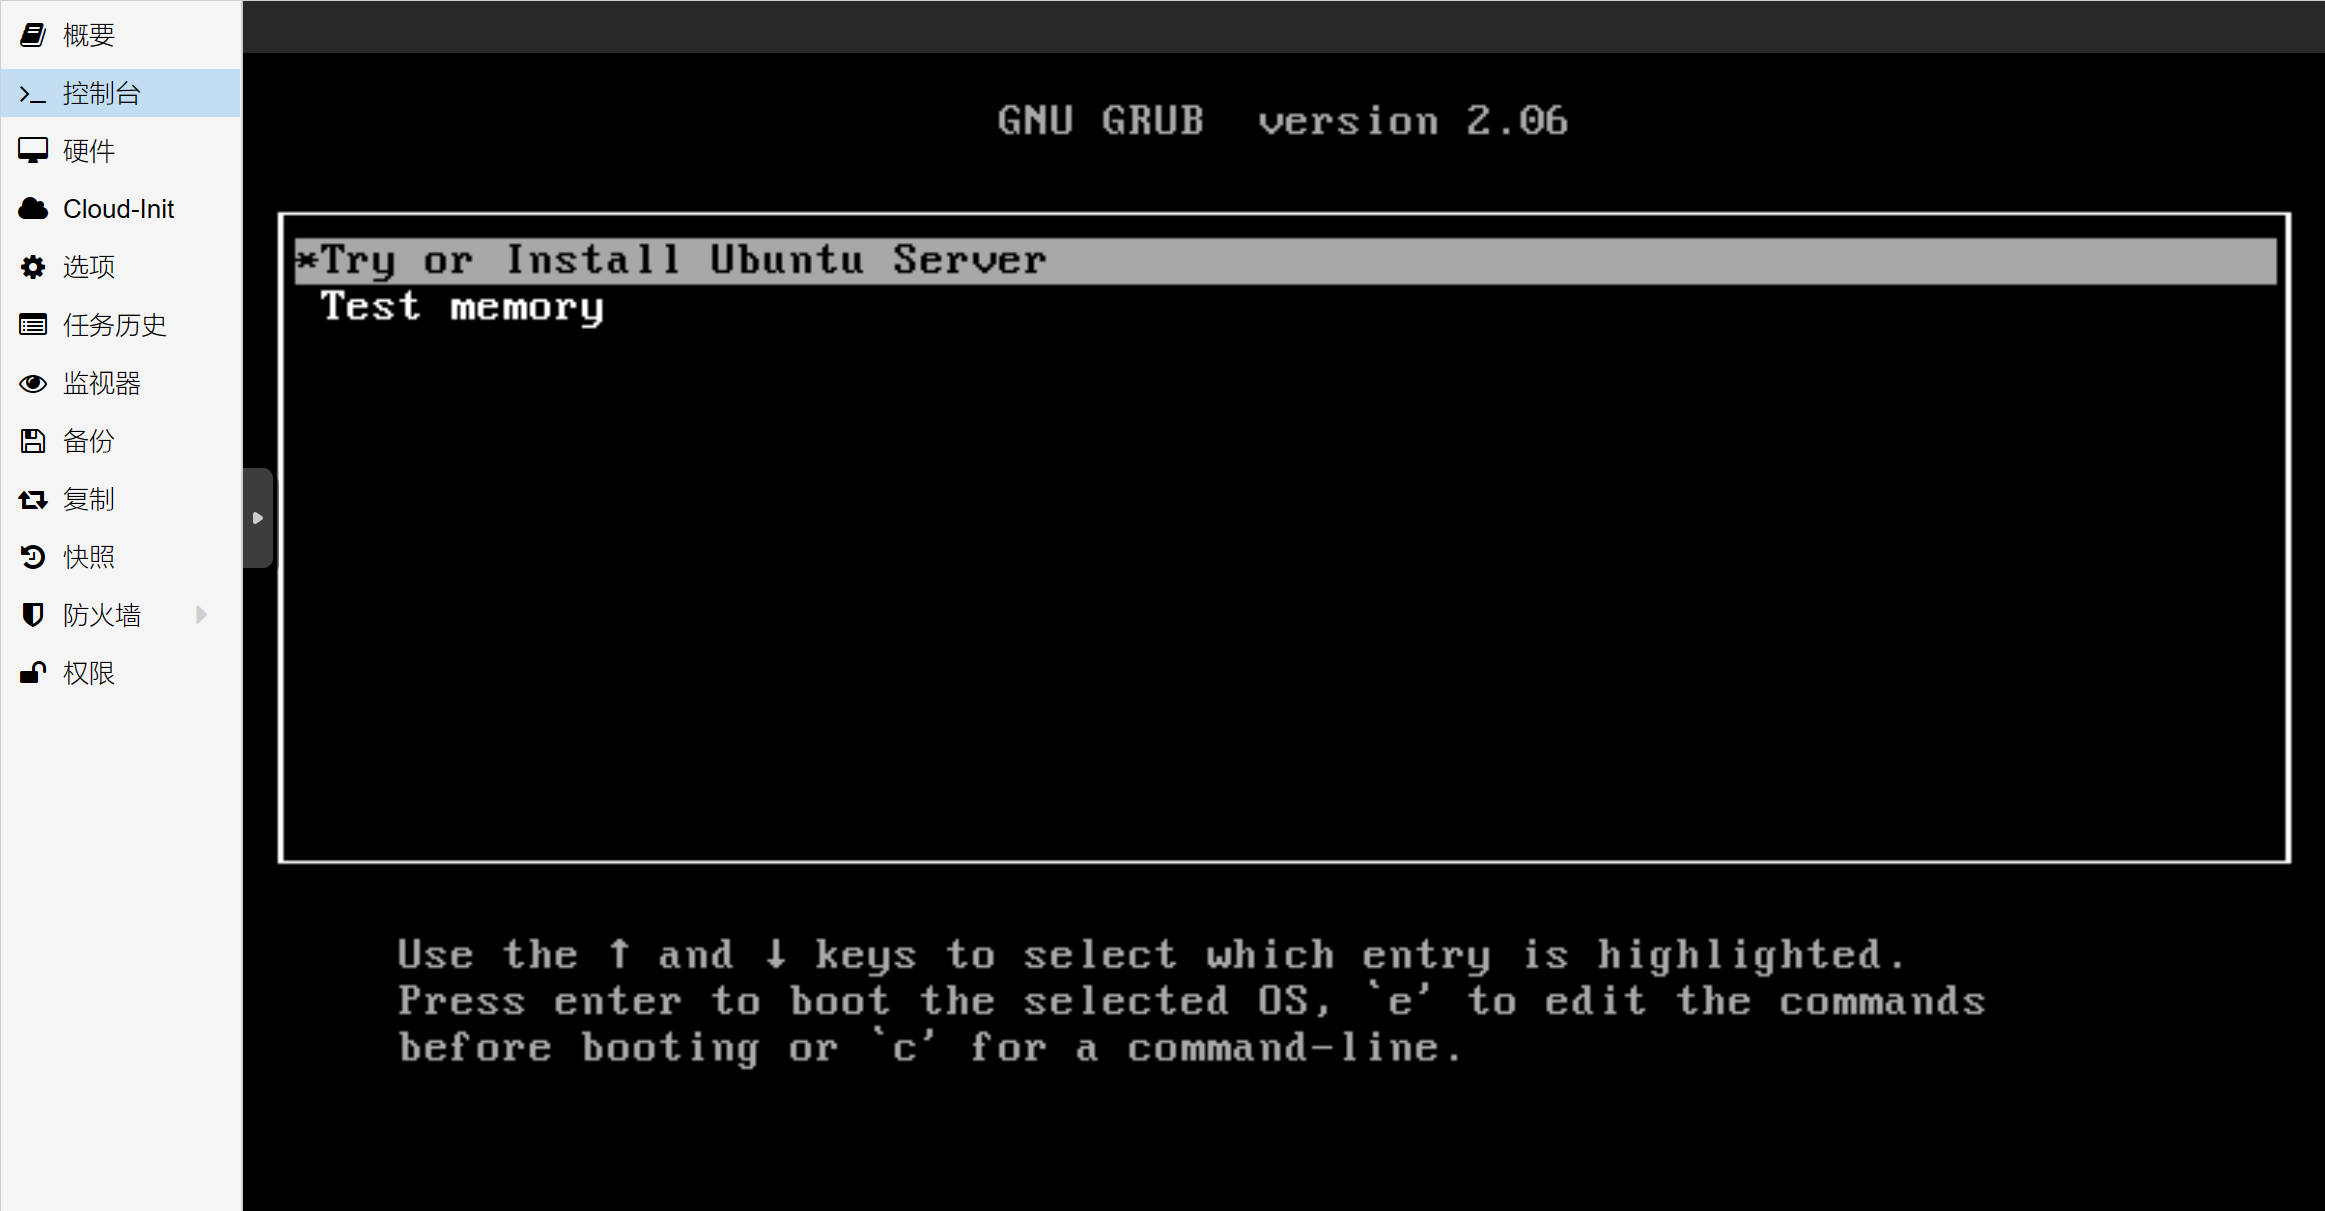 概要
控制台
硬件
Cloud-Init
选项
任务历史
监视器
备份
复制
快照
防火墙
权限
GNU GRUB  version 2.06
*Try or Install Ubuntu Server
Test memory
Use the ↑ and ↓ keys to select which entry is highlighted.
Press enter to boot the selected OS, `e' to edit the commands
before booting or `c' for a command-line.